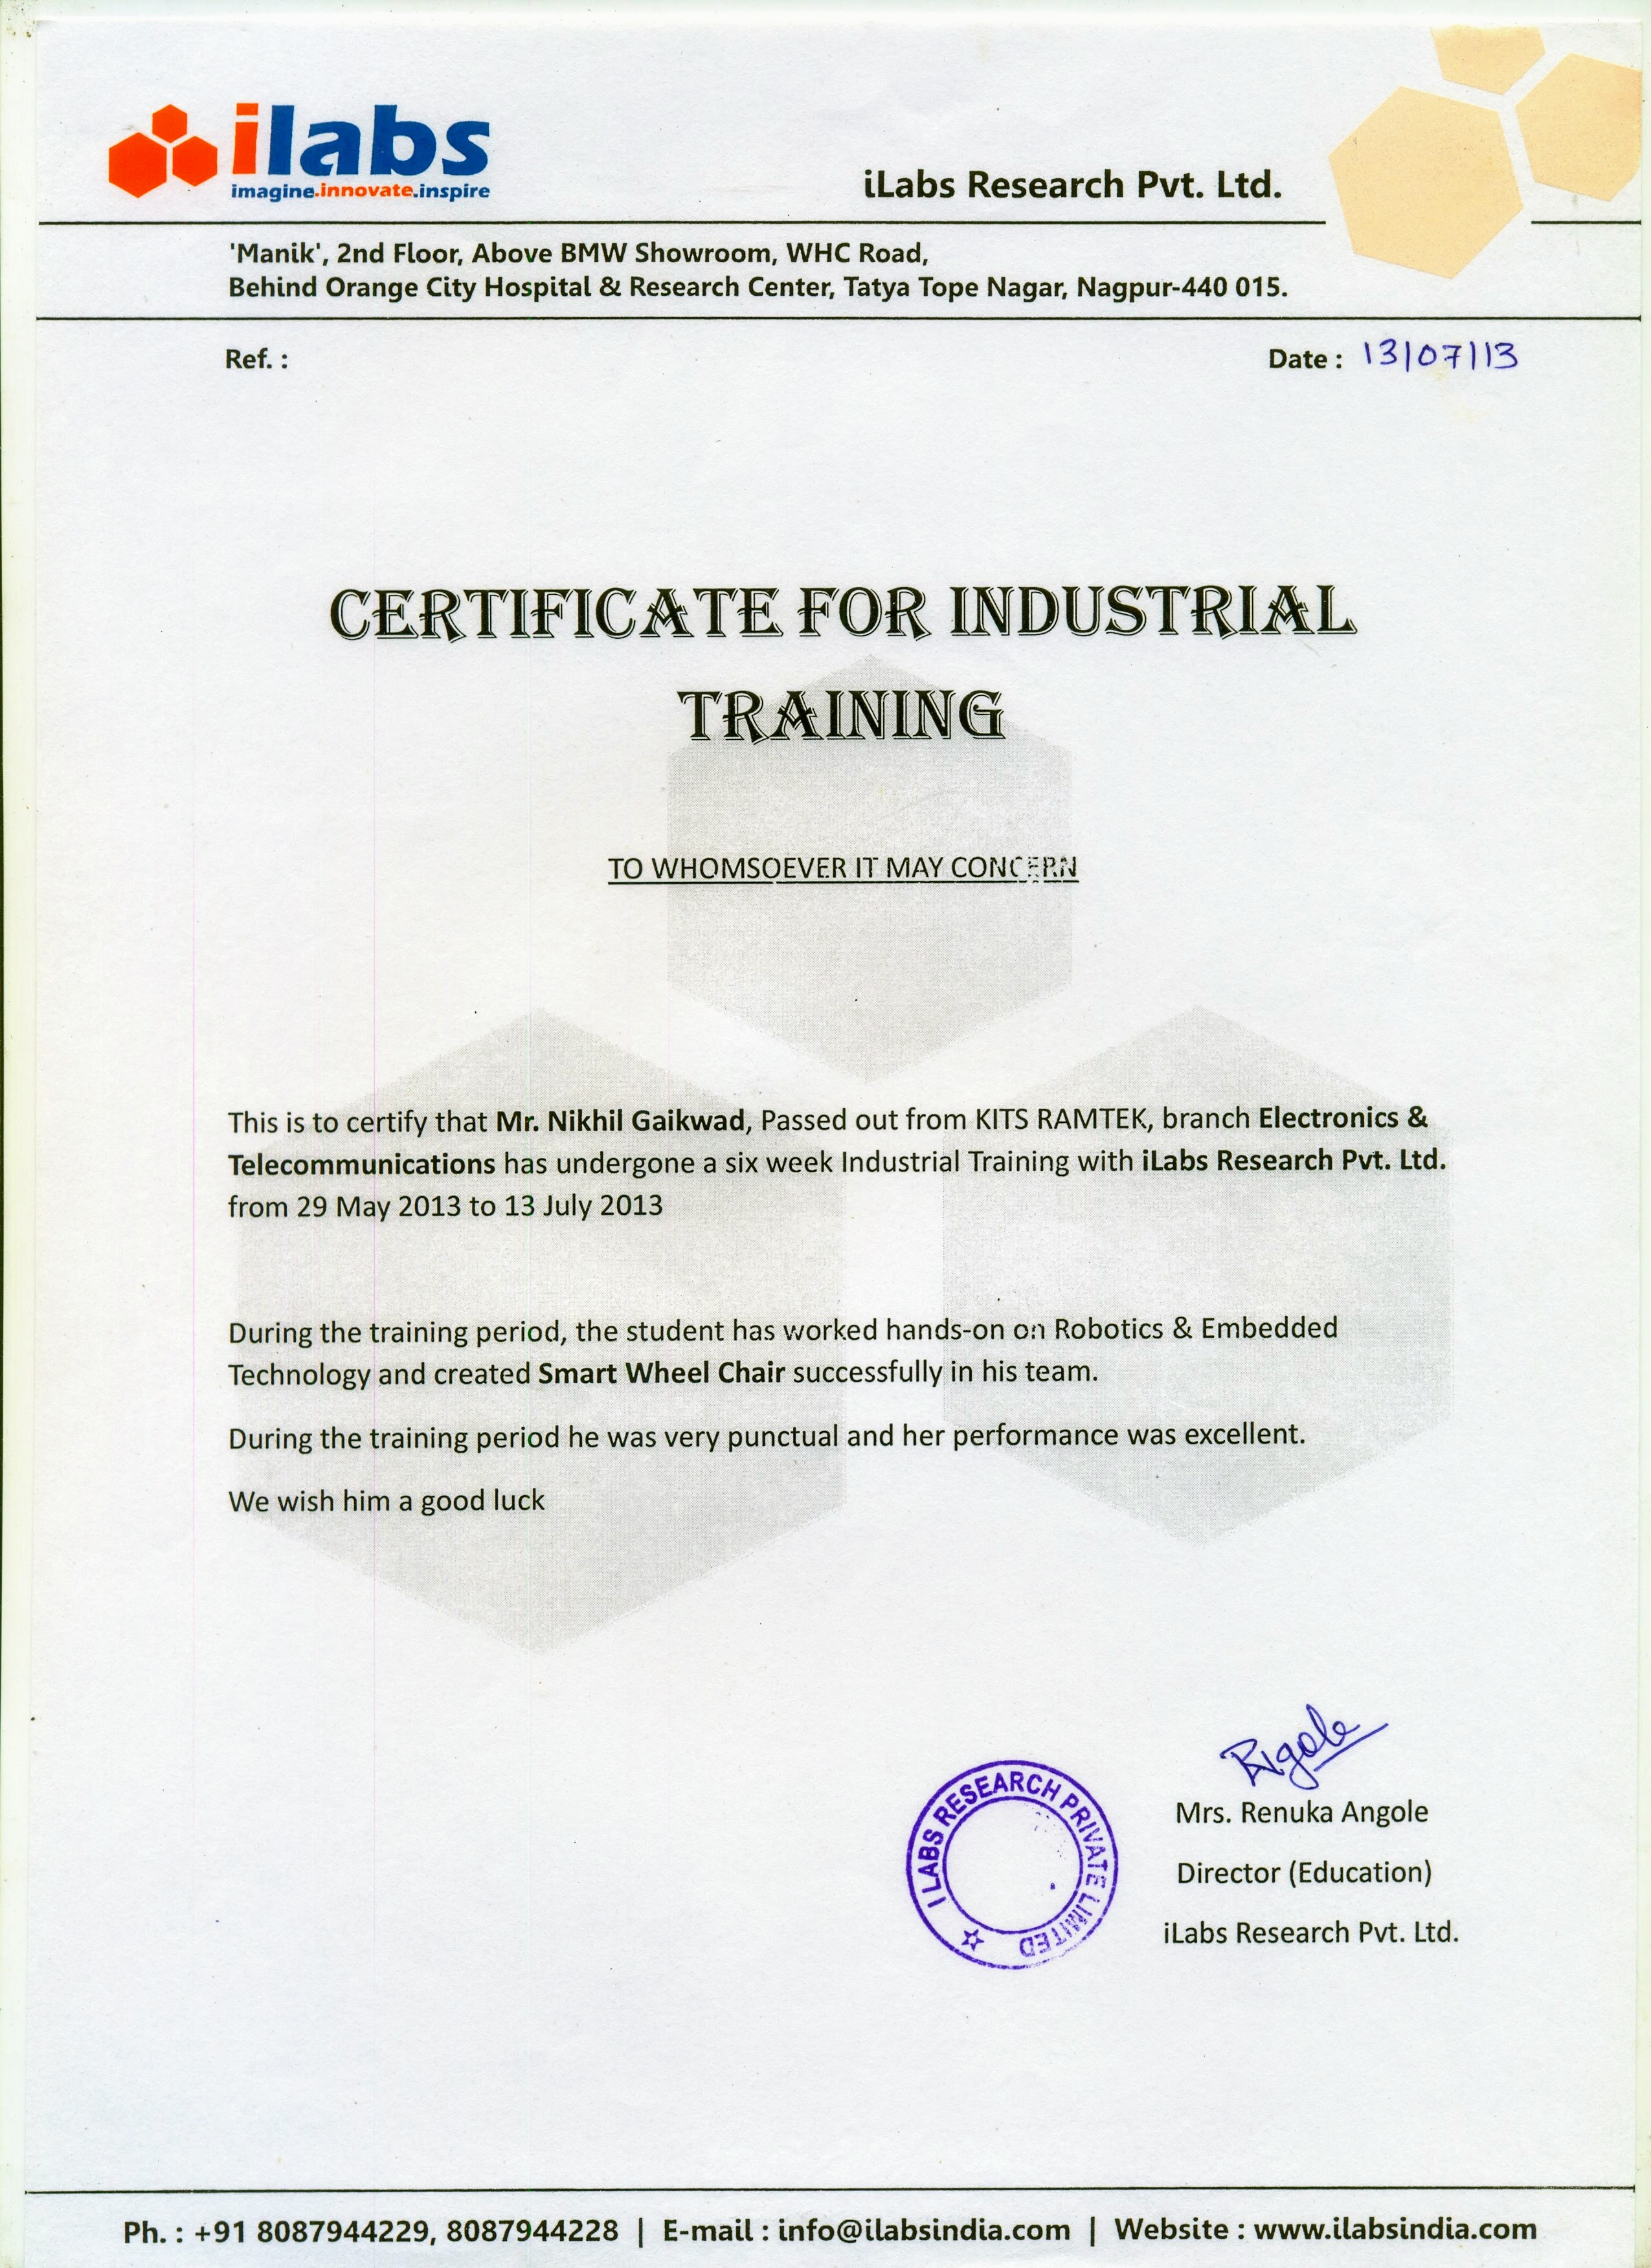 ilabs
imagine.innovate.inspire
iLabs Research Pvt. Ltd.
'Manik', 2nd Floor, Above BMW Showroom, WHC Road,
Behind Orange City Hospital & Research Center, Tatya Tope Nagar, Nagpur-440 015.
Ref. :
Date : 13|07|13
CERTIFICATE FOR INDUSTRIAL
TRAINING
TO WHOMSOEVER IT MAY CONCERN
This is to certify that Mr. Nikhil Gaikwad, Passed out from KITS RAMTEK, branch Electronics &
Telecommunications has undergone a six week Industrial Training with iLabs Research Pvt. Ltd.
from 29 May 2013 to 13 July 2013
During the training period, the student has worked hands-on on Robotics & Embedded
Technology and created Smart Wheel Chair successfully in his team.
During the training period he was very punctual and her performance was excellent.
We wish him a good luck
I LABS RESEARCH PRIVATE LIMITED
Mrs. Renuka Angole
Director (Education)
iLabs Research Pvt. Ltd.
Ph. : +91 8087944229, 8087944228 | E-mail : info@ilabsindia.com | Website : www.ilabsindia.com